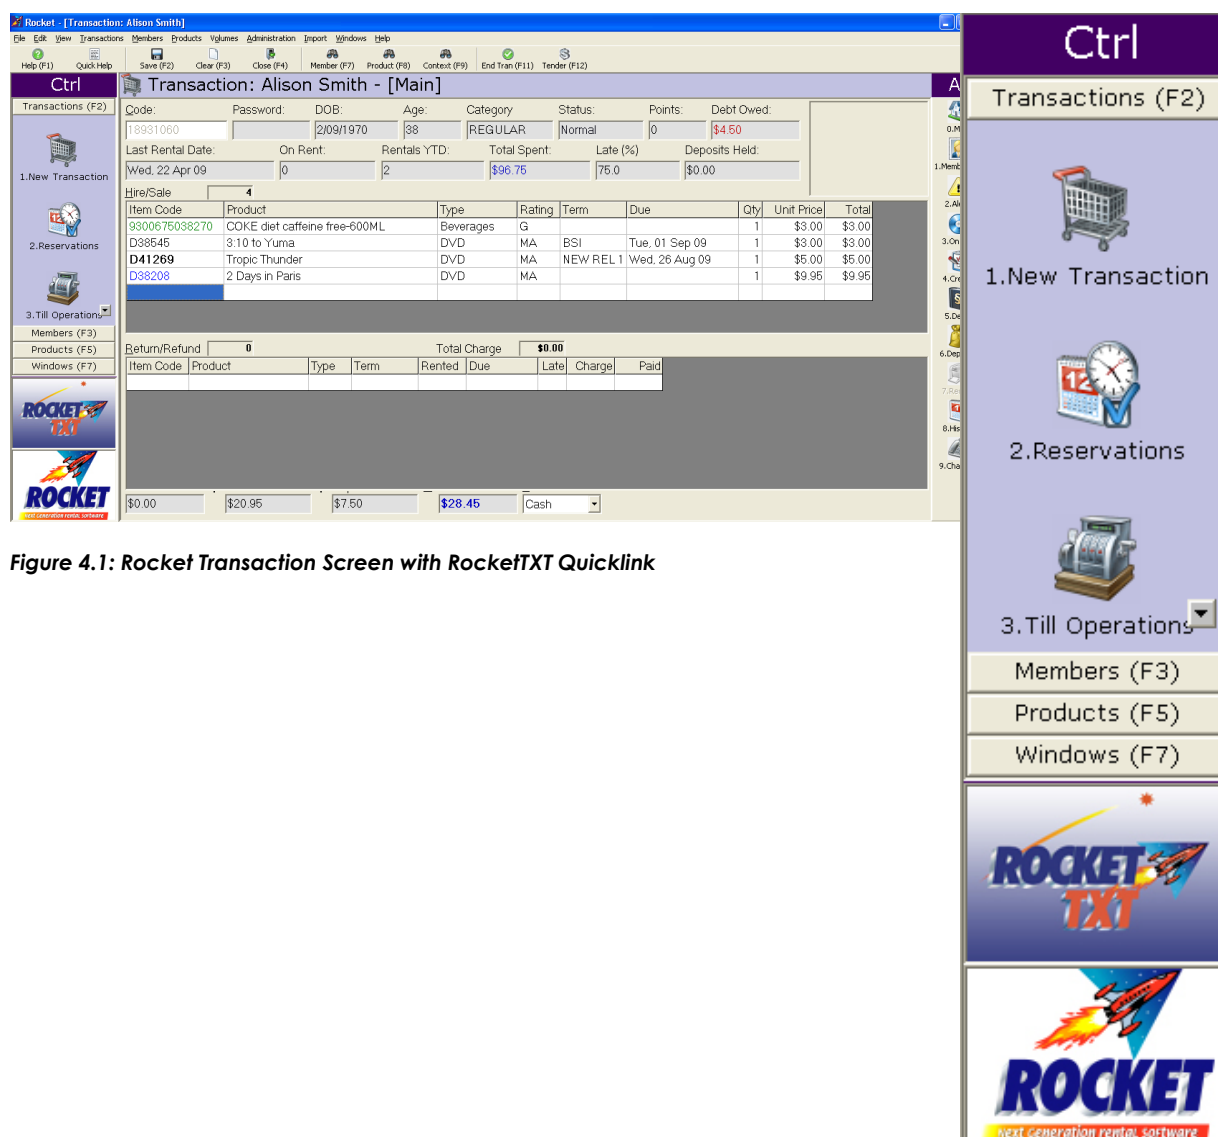 Rocket - [Transaction: Alison Smith]
File Edit View Transactions Members Products Volumes Administration Import Windows Help
Help (F1) Quick Help Save (F2) Clear (F3) Close (F4) Member (F7) Product (F8) Context (F9) End Tran (F11) Tender (F12)
Ctrl
Transactions (F2)
1.New Transaction
2.Reservations
3.Till Operations
Members (F3)
Products (F5)
Windows (F7)
ROCKET
TXT
ROCKET
Next Generation rental software
Transaction: Alison Smith - [Main]
Code: Password: DOB: Age: Category Status: Points: Debt Owed:
18931060 2/09/1970 38 REGULAR Normal 0 $4.50
Last Rental Date: On Rent: Rentals YTD: Total Spent: Late (%) Deposits Held:
Wed, 22 Apr 09 0 2 $96.75 75.0 $0.00
Hire/Sale 4
Item Code Product Type Rating Term Due Qty Unit Price Total
9300675038270 COKE diet caffeine free-600ML Beverages G 1 $3.00 $3.00
D38545 3:10 to Yuma DVD MA BSI Tue, 01 Sep 09 1 $3.00 $3.00
D41269 Tropic Thunder DVD MA NEW REL 1 Wed, 26 Aug 09 1 $5.00 $5.00
D38208 2 Days in Paris DVD MA 1 $9.95 $9.95
Return/Refund 0 Total Charge $0.00
Item Code Product Type Term Rented Due Late Charge Paid
$0.00 $20.95 $7.50 $28.45 Cash
Figure 4.1: Rocket Transaction Screen with RocketTXT Quicklink
Ctrl
Transactions (F2)
1.New Transaction
2.Reservations
3.Till Operations
Members (F3)
Products (F5)
Windows (F7)
ROCKET
TXT
ROCKET
Next Generation rental software